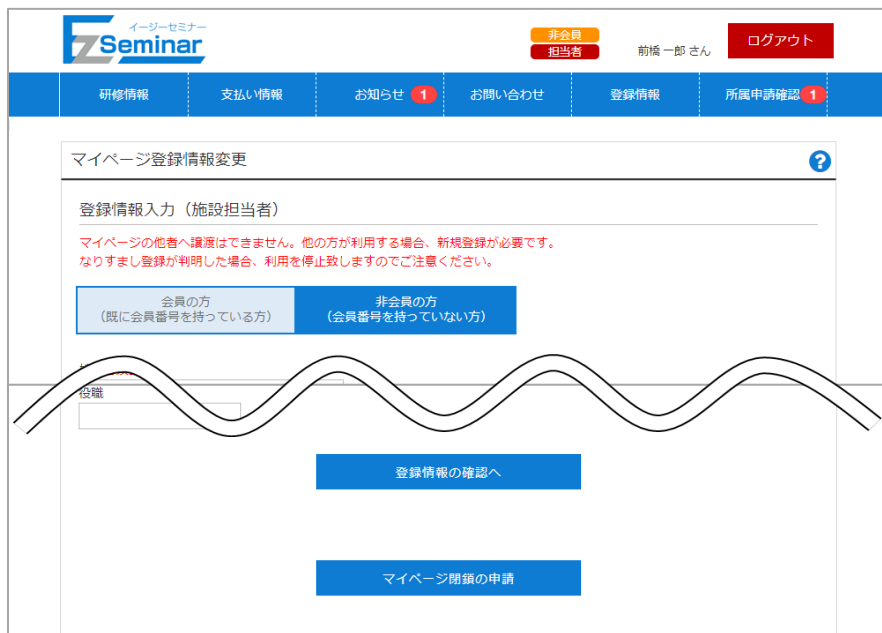 イージーセミナー
EzSeminar
非会員
担当者
前橋 一郎 さん
ログアウト
研修情報
支払い情報
お知らせ 1
お問い合わせ
登録情報
所属申請確認 1
マイページ登録情報変更
?
登録情報入力（施設担当者）
マイページの他者へ譲渡はできません。他の方が利用する場合、新規登録が必要です。
なりすまし登録が判明した場合、利用を停止致しますのでご注意ください。
会員の方
（既に会員番号を持っている方）
非会員の方
（会員番号を持っていない方）
役職
登録情報の確認へ
マイページ閉鎖の申請